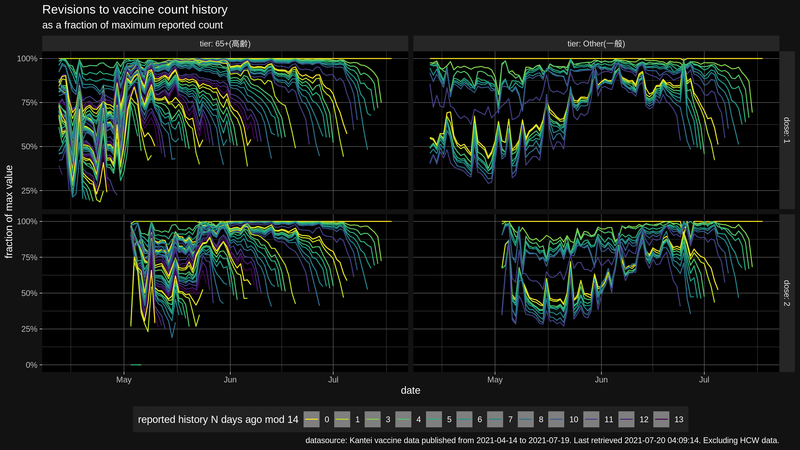 Revisions to vaccine count history
as a fraction of maximum reported count
tier: 65+(高齢)
tier: Other(一般)
100%
75%
50%
25%
dose: 1
100%
75%
50%
25%
0%
dose: 2
fraction of max value
May
Jun
Jul
May
Jun
Jul
date
reported history N days ago mod 14
0
1
3
4
5
6
7
8
10
11
12
13
datasource: Kantei vaccine data published from 2021-04-14 to 2021-07-19. Last retrieved 2021-07-20 04:09:14. Excluding HCW data.